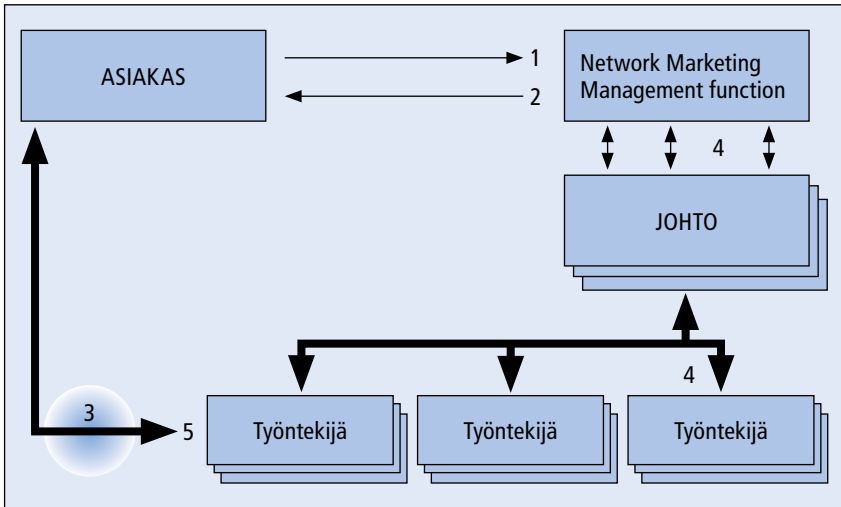 ASIAKAS
1
2
Network Marketing
Management function
4
JOHTO
4
3
5
Työntekijä
Työntekijä
Työntekijä